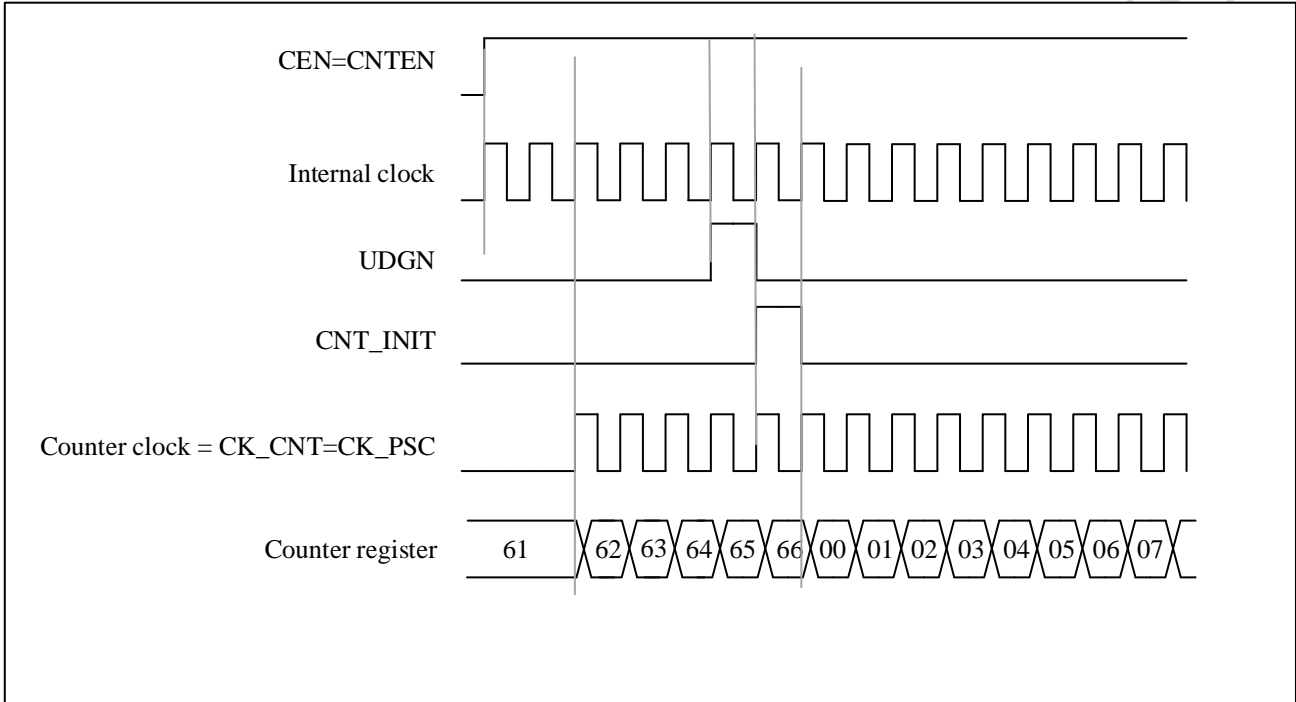 CEN=CNTEN
Internal clock
UDGN
CNT_INIT
Counter clock = CK_CNT=CK_PSC
Counter register 61 62 63 64 65 66 00 01 02 03 04 05 06 07